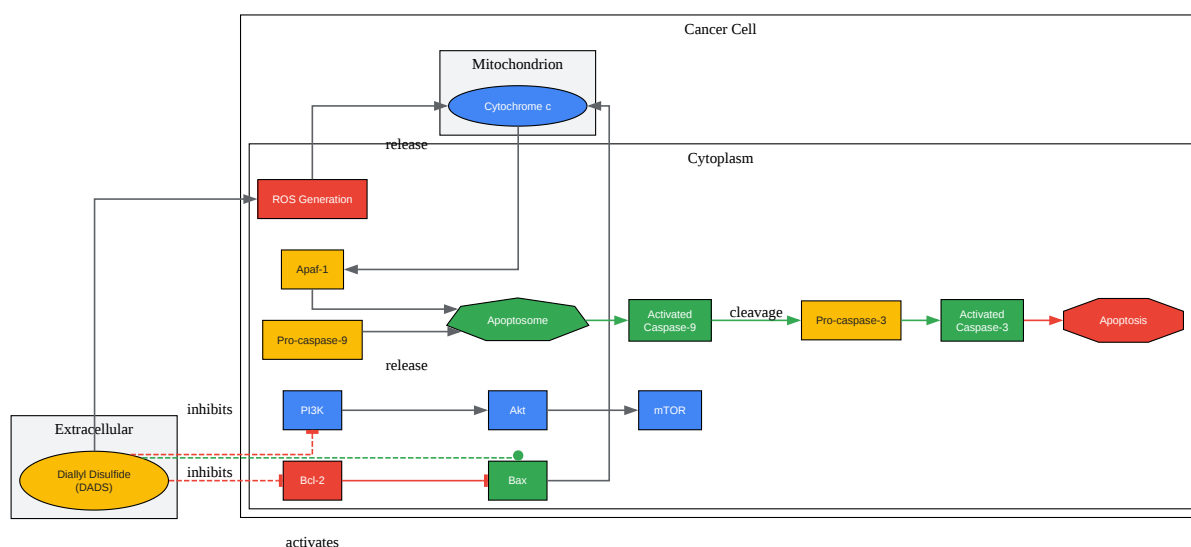 Cancer Cell
Mitochondrion
Cytochrome c
release
Cytoplasm
ROS Generation
Apaf-1
Apoptosome
Activated
Caspase-9
cleavage
Pro-caspase-3
Activated
Caspase-3
Apoptosis
Pro-caspase-9
release
inhibits
PI3K
Akt
mTOR
Extracellular
Diallyl Disulfide
(DADS)
inhibits
Bcl-2
Bax
activates